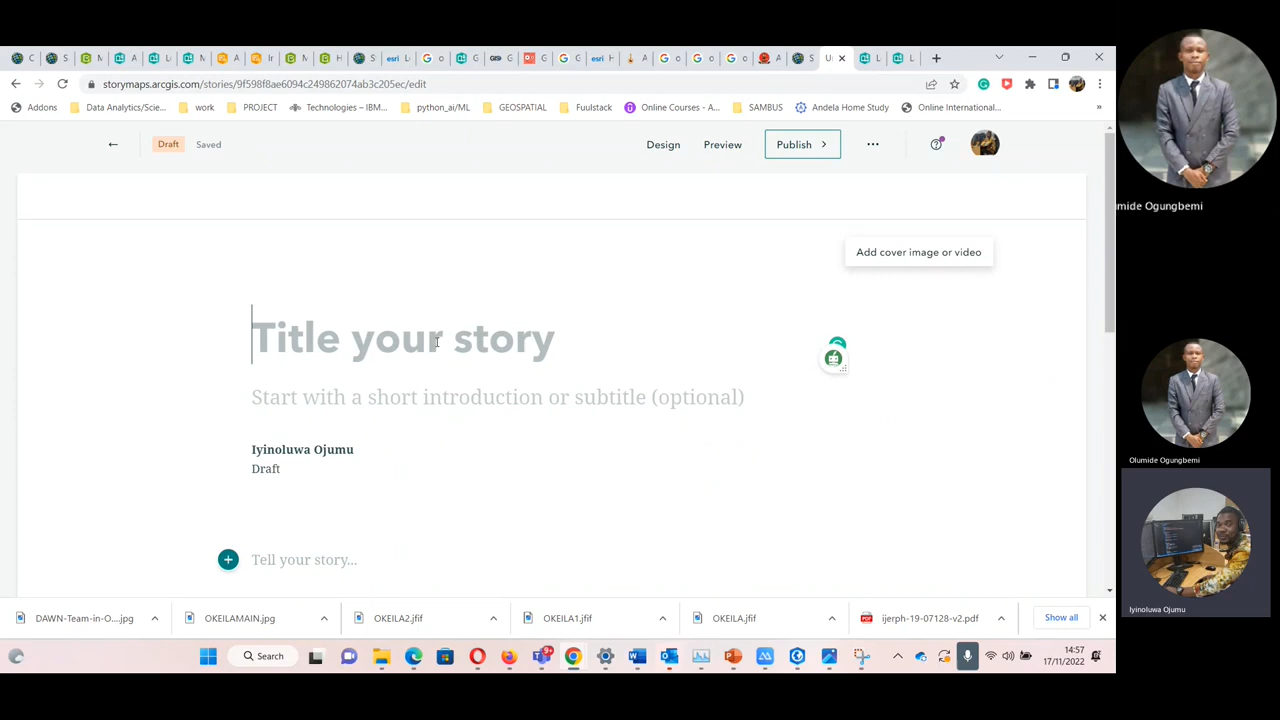 storymaps.arcgis.com/stories/9f598f8ae6094c249862074ab3c205ec/edit
Addons Data Analytics/Scie... work PROJECT Technologies – IBM... python_ai/ML GEOSPATIAL Fuulstack Online Courses - A... SAMBUS Andela Home Study Online International... »
Draft Saved Design Preview Publish
Add cover image or video
Title your story
Start with a short introduction or subtitle (optional)
Iyinoluwa Ojumu
Draft
Tell your story...
DAWN-Team-in-O....jpg OKEILAMAIN.jpg OKEILA2.jfif OKEILA1.jfif OKEILA.jfif ijerph-19-07128-v2.pdf Show all
Search
14:57
17/11/2022
umide Ogungbemi
Olumide Ogungbemi
Iyinoluwa Ojumu